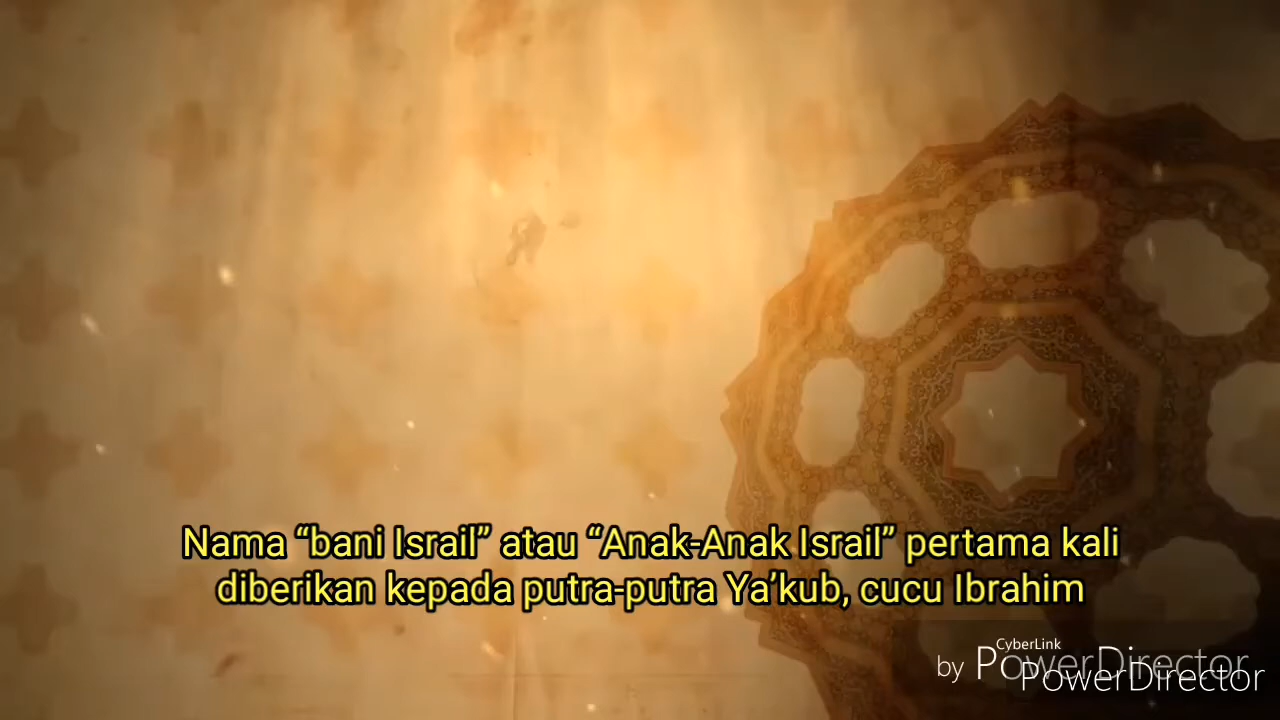 Nama “bani Israil” atau “Anak-Anak Israil” pertama kali
diberikan kepada putra-putra Ya’kub, cucu Ibrahim
CyberLink
by PowerDirector
PowerDirector